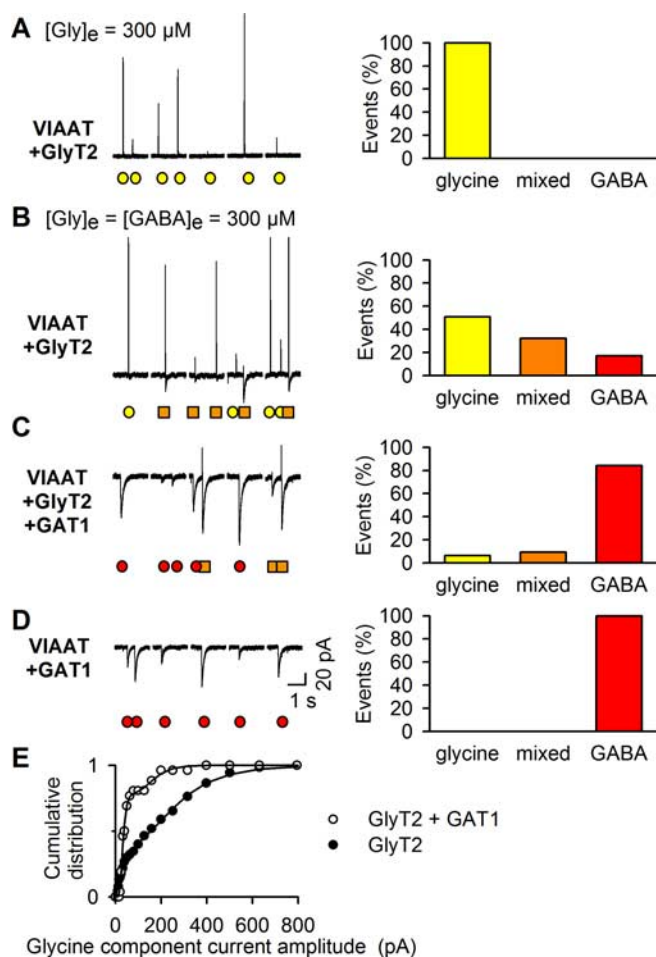 A
[Gly]e = 300 µM
VIAAT
+GlyT2
Events (%)
100
80
60
40
20
0
glycine mixed GABA
B
[Gly]e = [GABA]e = 300 µM
VIAAT
+GlyT2
Events (%)
100
80
60
40
20
0
glycine mixed GABA
C
VIAAT
+GlyT2
+GAT1
Events (%)
100
80
60
40
20
0
glycine mixed GABA
D
VIAAT
+GAT1
20 pA
1 s
Events (%)
100
80
60
40
20
0
glycine mixed GABA
E
Cumulative
distribution
1
0
0 200 400 600 800
Glycine component current amplitude (pA)
GlyT2 + GAT1
GlyT2